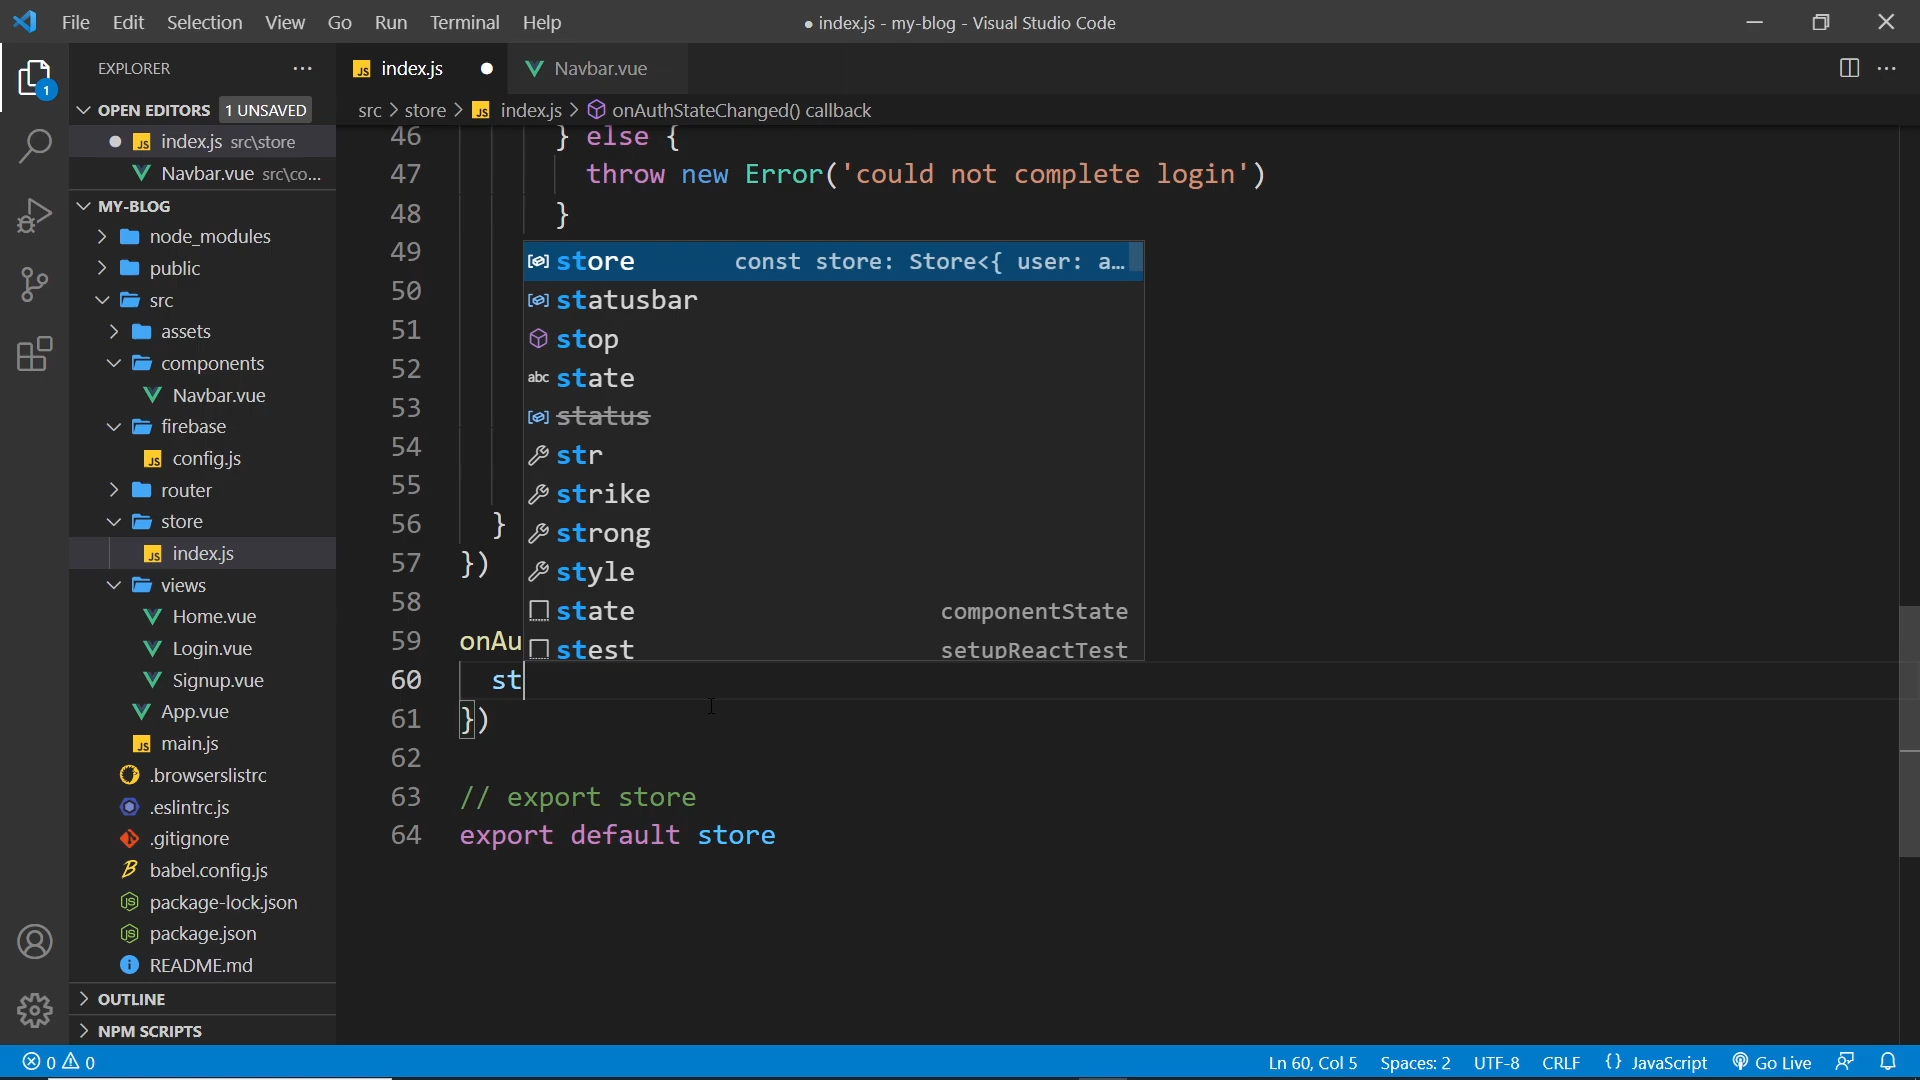 File Edit Selection View Go Run Terminal Help
● index.js - my-blog - Visual Studio Code
EXPLORER
OPEN EDITORS 1 UNSAVED
index.js src\store
Navbar.vue src\co...
MY-BLOG
node_modules
public
src
assets
components
Navbar.vue
firebase
config.js
router
store
index.js
views
Home.vue
Login.vue
Signup.vue
App.vue
main.js
.browserslistrc
.eslintrc.js
.gitignore
babel.config.js
package-lock.json
package.json
README.md
OUTLINE
NPM SCRIPTS
index.js
Navbar.vue
src > store > index.js > onAuthStateChanged() callback
46 } else {
47 throw new Error('could not complete login')
48 }
49
50
51
52
53
54
55
56 }
57 })
58
59 onAu
60 st
61 })
62
63 // export store
64 export default store
store const store: Store<{ user: a...
statusbar
stop
state
status
str
strike
strong
style
state componentState
stest setupReactTest
0 0
Ln 60, Col 5 Spaces: 2 UTF-8 CRLF {} JavaScript Go Live